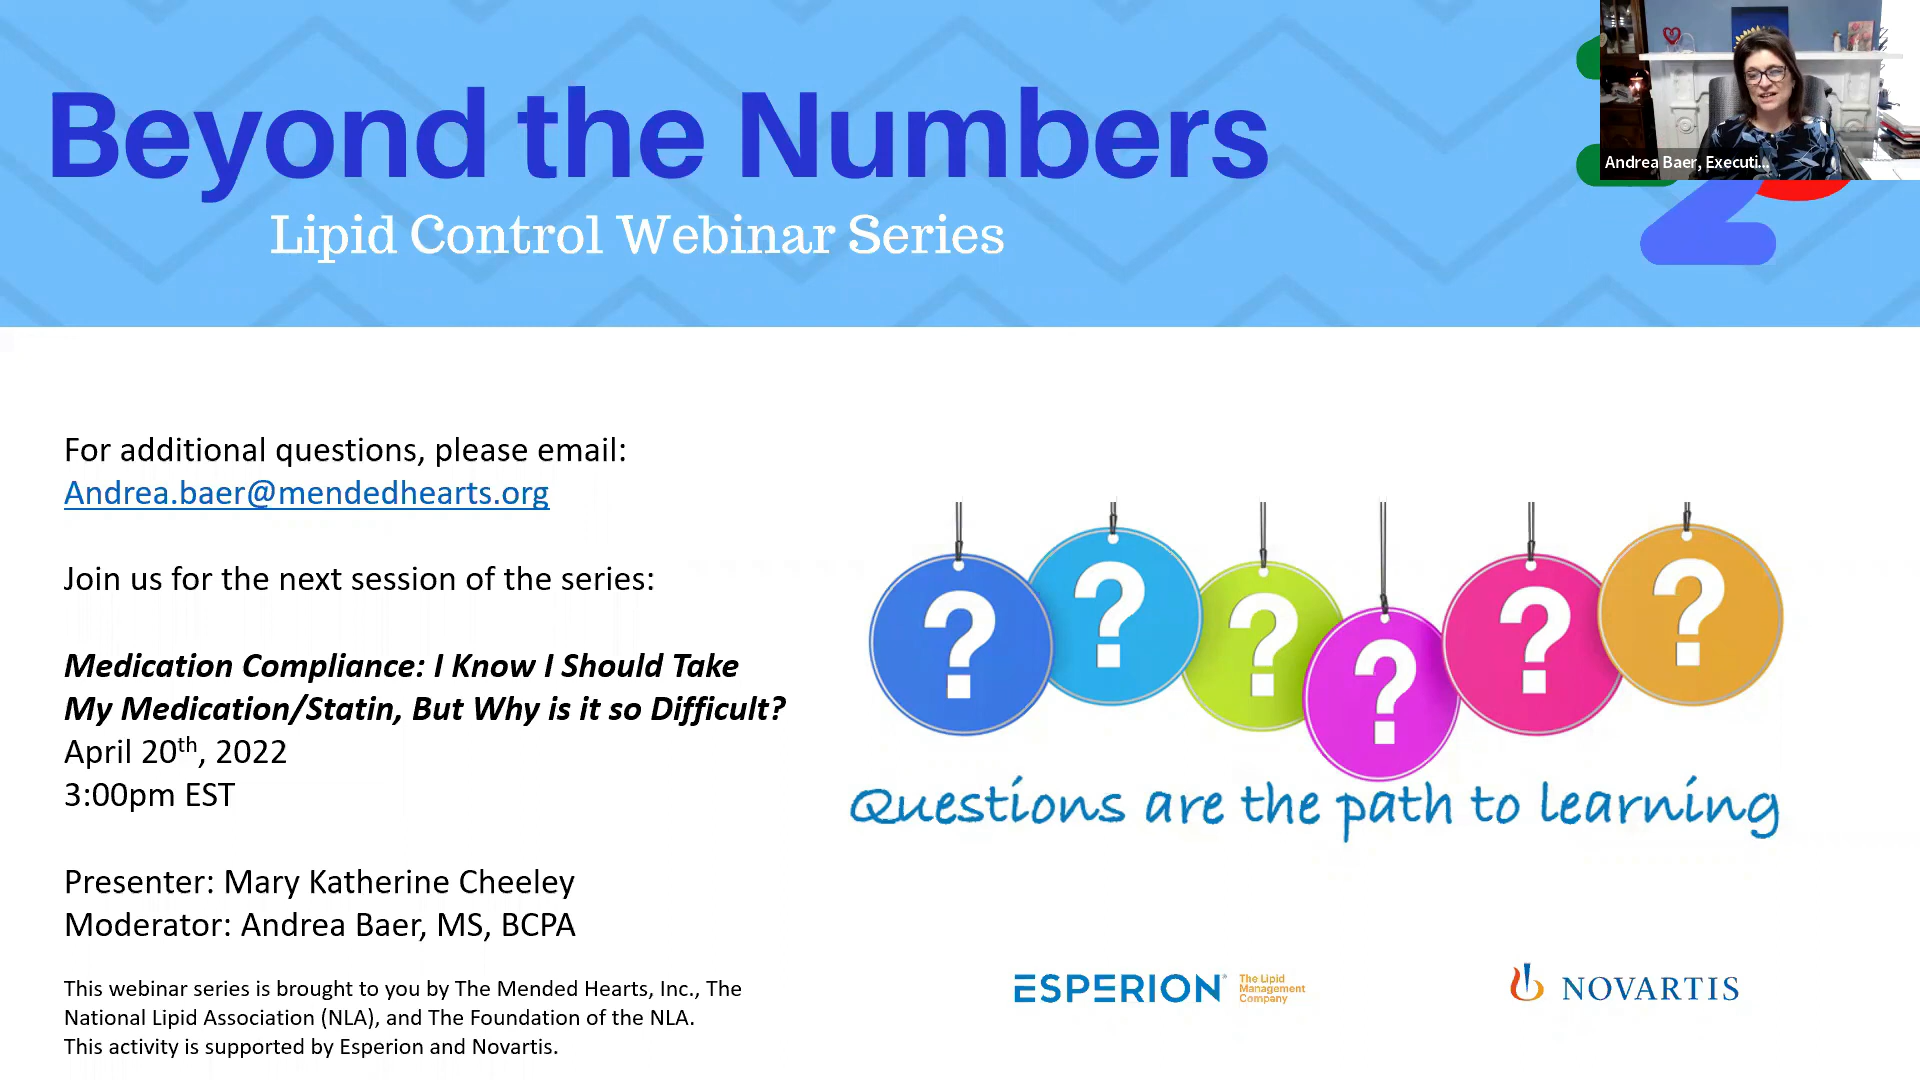 Beyond the Numbers
Lipid Control Webinar Series
Andrea Baer, Executi...
For additional questions, please email:
Andrea.baer@mendedhearts.org
Join us for the next session of the series:
Medication Compliance: I Know I Should Take
My Medication/Statin, But Why is it so Difficult?
April 20th, 2022
3:00pm EST
Presenter: Mary Katherine Cheeley
Moderator: Andrea Baer, MS, BCPA
This webinar series is brought to you by The Mended Hearts, Inc., The
National Lipid Association (NLA), and The Foundation of the NLA.
This activity is supported by Esperion and Novartis.
? ? ? ? ? ?
Questions are the path to learning
ESPERION
The Lipid
Management
Company
NOVARTIS